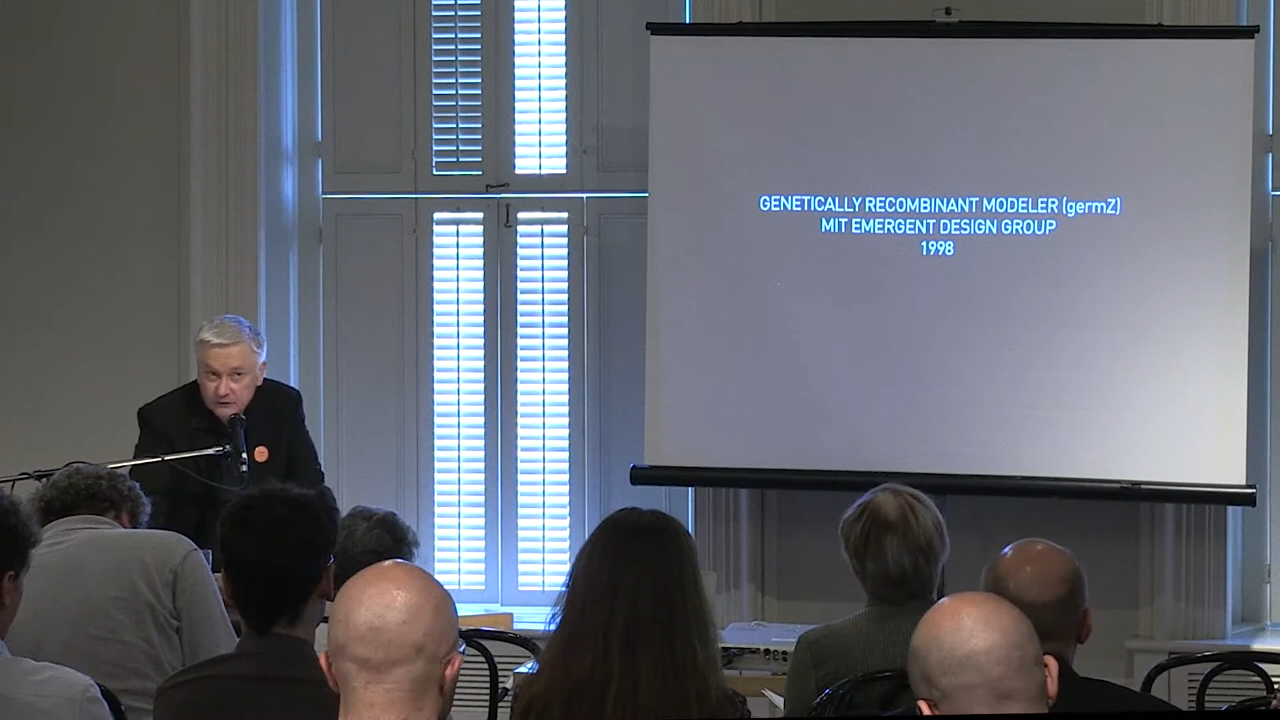 GENETICALLY RECOMBINANT MODELER (germZ)
MIT EMERGENT DESIGN GROUP
1998